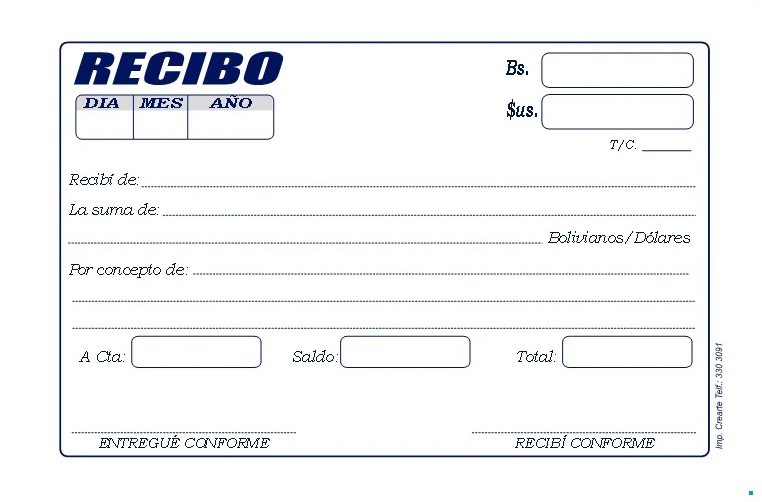 RECIBO
Bs.
DIA MES AÑO
$us.
T/C.
Recibí de:
La suma de:
Bolivianos/Dólares
Por concepto de:
A Cta: Saldo: Total:
ENTREGUÉ CONFORME RECIBÍ CONFORME
Imp. Crearte Telf.: 330 3091